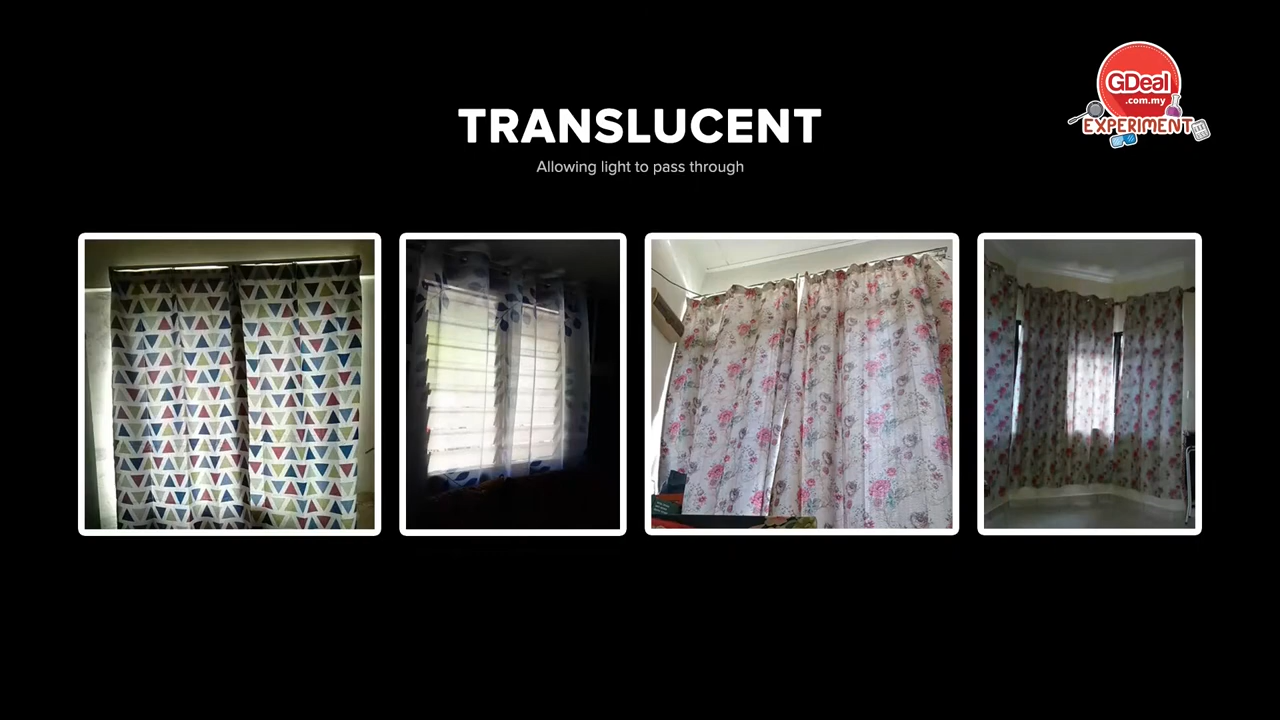 TRANSLUCENT
Allowing light to pass through
GDeal
.com.my
EXPERIMENT